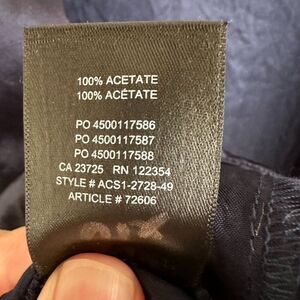 100% ACETATE
100% ACÉTATE
PO 4500117586
PO 4500117587
PO 4500117588
CA 23725 RN 122354
STYLE # ACS1-2728-49
ARTICLE # 72606